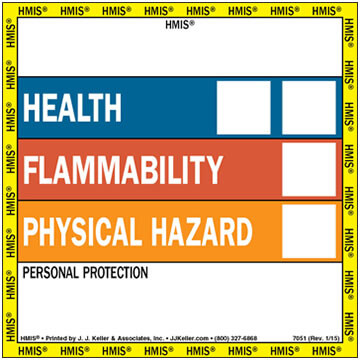 HMIS® HMIS® HMIS® HMIS® HMIS® HMIS® HMIS® HMIS®
HMIS®
HEALTH
FLAMMABILITY
PHYSICAL HAZARD
PERSONAL PROTECTION
HMIS® • Printed by J. J. Keller & Associates, Inc. • JJKeller.com • (800) 327-6868 7051 (Rev. 1/15)
HMIS® HMIS® HMIS® HMIS® HMIS® HMIS® HMIS® HMIS®